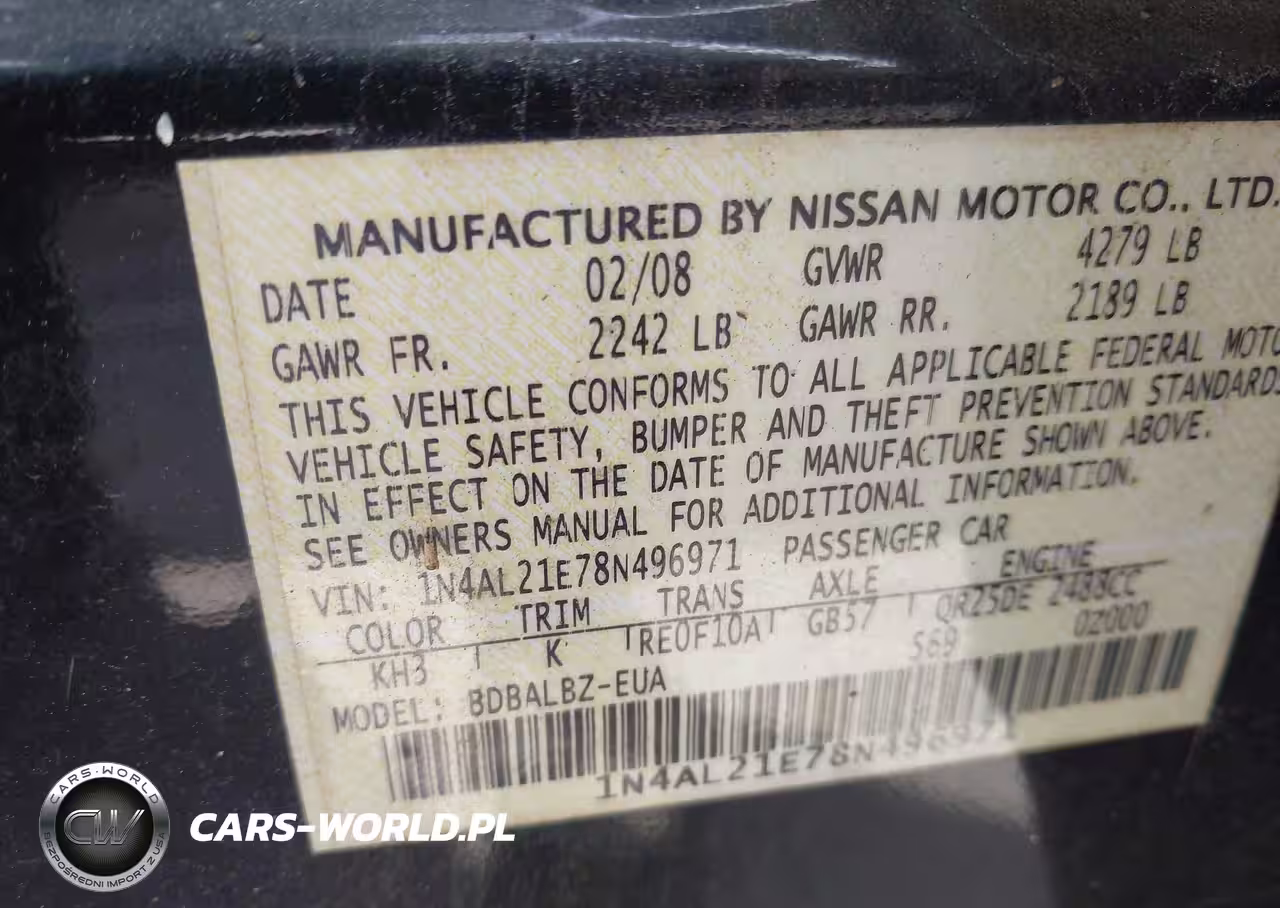 MANUFACTURED BY NISSAN MOTOR CO., LTD.
DATE 02/08 GVWR 4279 LB
GAWR FR. 2242 LB GAWR RR. 2189 LB
THIS VEHICLE CONFORMS TO ALL APPLICABLE FEDERAL MOTO
VEHICLE SAFETY, BUMPER AND THEFT PREVENTION STANDARDS
IN EFFECT ON THE DATE OF MANUFACTURE SHOWN ABOVE.
SEE OWNERS MANUAL FOR ADDITIONAL INFORMATION.
VIN: 1N4AL21E78N496971 PASSENGER CAR
COLOR TRIM TRANS AXLE ENGINE
KH3 K RE0F10A GB57 QR25DE 2488CC
S69 02000
MODEL: BDBALBZ-EUA
1N4AL21E78N496971
CARS-WORLD
CW
BEZPOŚREDNI IMPORT Z USA
CARS-WORLD.PL